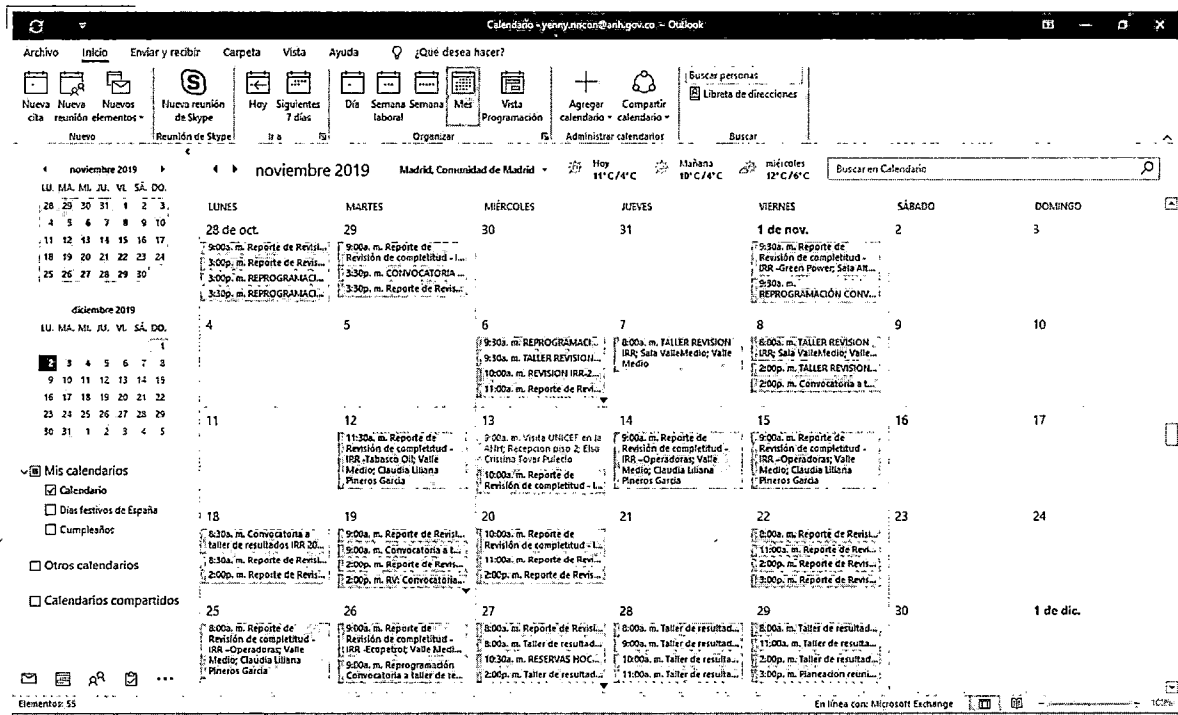 Calendario - yenny.rincon@anh.gov.co - Outlook
Archivo Inicio Enviar y recibir Carpeta Vista Ayuda ¿Qué desea hacer?
Nueva cita
Nueva reunión
Nuevos elementos
Nueva reunión de Skype
Hoy
Siguientes 7 días
Día
Semana laboral
Semana
Mes
Vista Programación
Agregar calendario
Compartir calendario
Buscar personas
Libreta de direcciones
Nuevo Reunión de Skype Ir a Organizar Administrar calendarios Buscar
noviembre 2019
LU. MA. MI. JU. VI. SÁ. DO.
28 29 30 31 1 2 3
4 5 6 7 8 9 10
11 12 13 14 15 16 17
18 19 20 21 22 23 24
25 26 27 28 29 30
diciembre 2019
LU. MA. MI. JU. VI. SÁ. DO.
1
2 3 4 5 6 7 8
9 10 11 12 13 14 15
16 17 18 19 20 21 22
23 24 25 26 27 28 29
30 31 1 2 3 4 5
Mis calendarios
Calendario
Días festivos de España
Cumpleaños
Otros calendarios
Calendarios compartidos
noviembre 2019 Madrid, Comunidad de Madrid
Hoy 11°C/4°C
Mañana 10°C/4°C
miércoles 12°C/6°C
Buscar en Calendario
LUNES MARTES MIÉRCOLES JUEVES VIERNES SÁBADO DOMINGO
28 de oct.
9:00a. m. Reporte de Revisi...
3:00p. m. Reporte de Revis...
3:00p. m. REPROGRAMACI...
3:30p. m. REPROGRAMACI...
29
9:00a. m. Reporte de
Revisión de completitud - I...
3:30p. m. CONVOCATORIA ...
3:30p. m. Reporte de Revis...
30
31
1 de nov.
9:30a. m. Reporte de
Revisión de completitud -
IRR -Green Power; Sala Alt...
9:30a. m.
REPROGRAMACIÓN CONV...
2
3
4
5
6
9:30a. m. REPROGRAMACI...
9:30a. m. TALLER REVISION...
10:00a. m. REVISION IRR-2...
11:00a. m. Reporte de Revi...
7
8:00a. m. TALLER REVISION
IRR; Sala ValleMedio; Valle
Medio
8
8:00a. m. TALLER REVISION
IRR; Sala ValleMedio; Valle...
2:00p. m. TALLER REVISION...
2:00p. m. Convocatoria a t...
9
10
11
12
11:30a. m. Reporte de
Revisión de completitud -
IRR -Tabasco Oil; Valle
Medio; Claudia Liliana
Pineros Garcia
13
9:00a. m. Visita UNICEF en la
ANH; Recepcion piso 2; Elsa
Cristina Tovar Pulecio
10:00a. m. Reporte de
Revisión de completitud - I...
14
9:00a. m. Reporte de
Revisión de completitud -
IRR -Operadoras; Valle
Medio; Claudia Liliana
Pineros Garcia
15
9:00a. m. Reporte de
Revisión de completitud -
IRR -Operadoras; Valle
Medio; Claudia Liliana
Pineros Garcia
16
17
18
8:30a. m. Convocatoria a
taller de resultados IRR 20...
8:30a. m. Reporte de Revisi...
2:00p. m. Reporte de Revis...
19
9:00a. m. Reporte de Revisi...
9:00a. m. Convocatoria a t...
2:00p. m. Reporte de Revis...
2:00p. m. RV: Convocatoria...
20
10:00a. m. Reporte de
Revisión de completitud - I...
11:00a. m. Reporte de Revi...
2:00p. m. Reporte de Revis...
21
22
8:00a. m. Reporte de Revisi...
11:00a. m. Reporte de Revi...
2:00p. m. Reporte de Revis...
3:00p. m. Reporte de Revis...
23
24
25
8:00a. m. Reporte de
Revisión de completitud -
IRR -Operadoras; Valle
Medio; Claudia Liliana
Pineros Garcia
26
9:00a. m. Reporte de
Revisión de completitud -
IRR -Ecopetrol; Valle Medi...
9:00a. m. Reprogramación
Convocatoria a taller de re...
27
8:00a. m. Reporte de Revisi...
8:00a. m. Taller de resultad...
10:30a. m. RESERVAS HOC...
2:00p. m. Taller de resultad...
28
8:00a. m. Taller de resultad...
9:00a. m. Taller de resultad...
10:00a. m. Taller de resulta...
11:00a. m. Taller de resulta...
29
8:00a. m. Taller de resultad...
11:00a. m. Taller de resulta...
2:00p. m. Taller de resultad...
3:00p. m. Planeacion reuni...
30
1 de dic.
Elementos: 55
En línea con: Microsoft Exchange